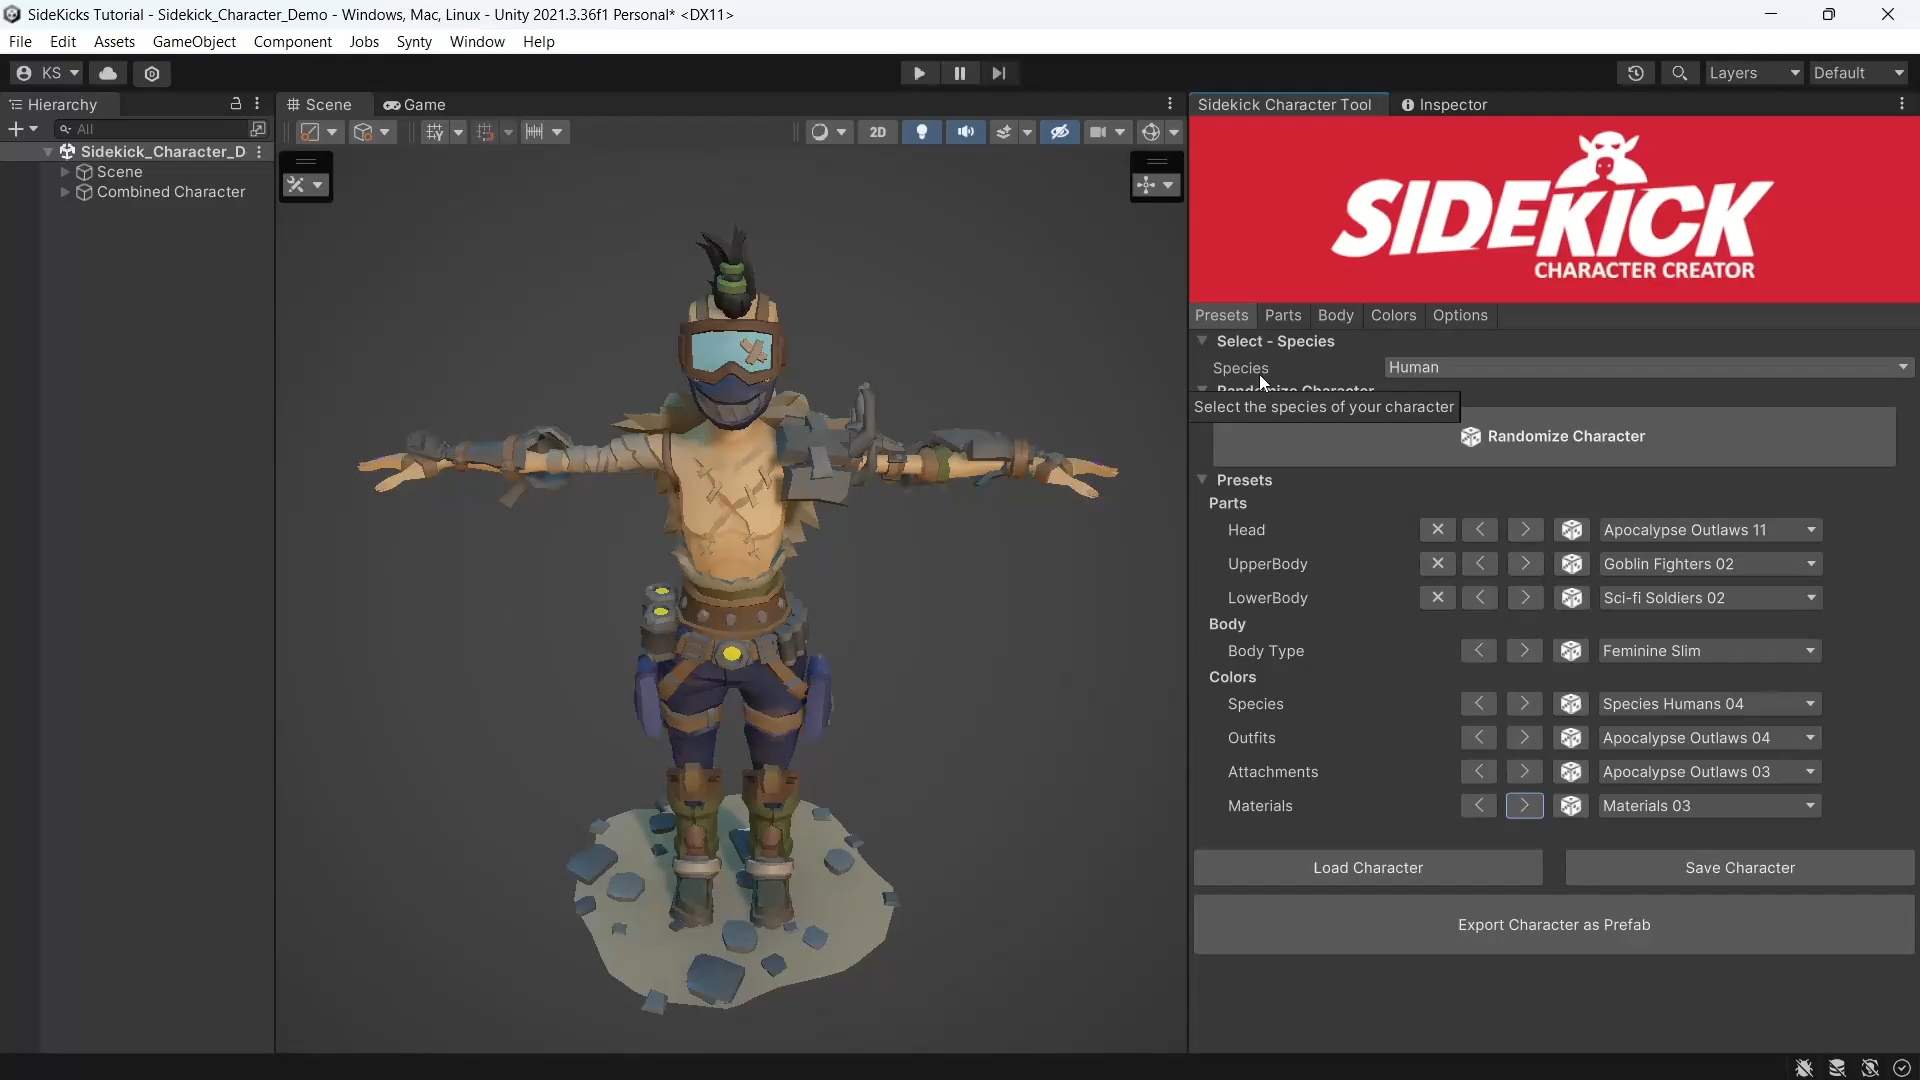 SideKicks Tutorial - Sidekick_Character_Demo - Windows, Mac, Linux - Unity 2021.3.36f1 Personal* <DX11>
File Edit Assets GameObject Component Jobs Synty Window Help
KS Layers Default
Hierarchy Scene Game Sidekick Character Tool Inspector
All 2D
Sidekick_Character_D
Scene
Combined Character
SIDEKICK
CHARACTER CREATOR
Presets Parts Body Colors Options
Select - Species
Species Human
Randomize Character
Select the species of your character
Randomize Character
Presets
Parts
Head Apocalypse Outlaws 11
UpperBody Goblin Fighters 02
LowerBody Sci-fi Soldiers 02
Body
Body Type Feminine Slim
Colors
Species Species Humans 04
Outfits Apocalypse Outlaws 04
Attachments Apocalypse Outlaws 03
Materials Materials 03
Load Character Save Character
Export Character as Prefab